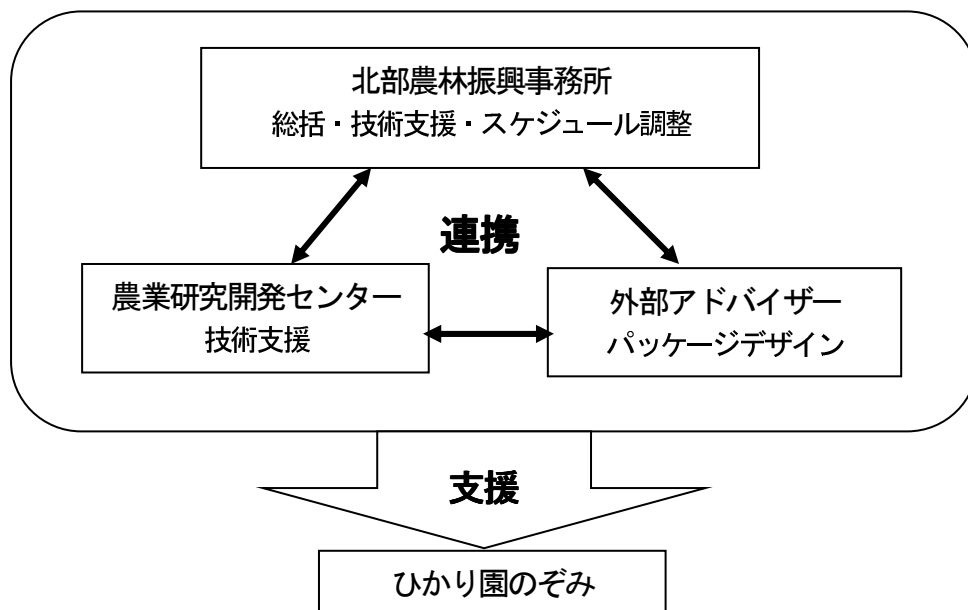 北部農林振興事務所
総括・技術支援・スケジュール調整
連携
農業研究開発センター
技術支援
外部アドバイザー
パッケージデザイン
支援
ひかり園のぞみ